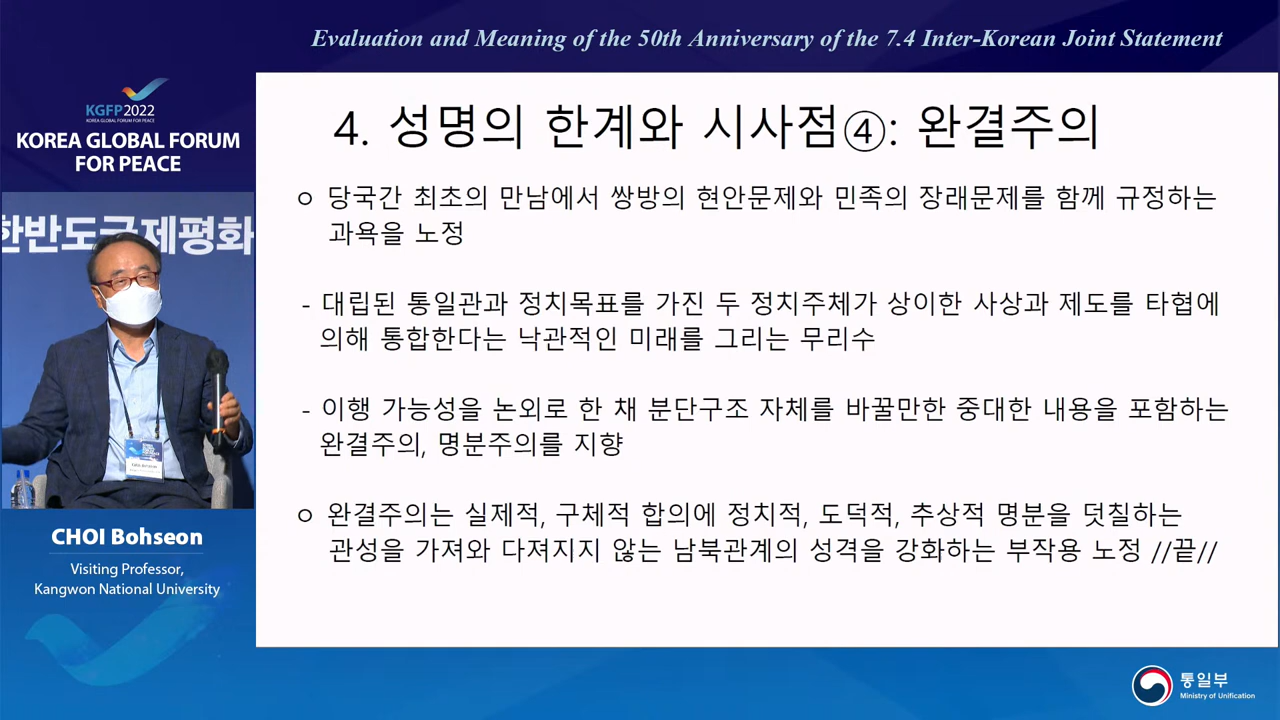 Evaluation and Meaning of the 50th Anniversary of the 7.4 Inter-Korean Joint Statement
KGFP2022
KOREA GLOBAL FORUM FOR PEACE
KOREA GLOBAL FORUM
FOR PEACE
한반도국제평화
CHOI Bohseon
CHOI Bohseon
Visiting Professor,
Kangwon National University
4. 성명의 한계와 시사점④: 완결주의
ㅇ 당국간 최초의 만남에서 쌍방의 현안문제와 민족의 장래문제를 함께 규정하는
과욕을 노정
- 대립된 통일관과 정치목표를 가진 두 정치주체가 상이한 사상과 제도를 타협에
의해 통합한다는 낙관적인 미래를 그리는 무리수
- 이행 가능성을 논외로 한 채 분단구조 자체를 바꿀만한 중대한 내용을 포함하는
완결주의, 명분주의를 지향
ㅇ 완결주의는 실제적, 구체적 합의에 정치적, 도덕적, 추상적 명분을 덧칠하는
관성을 가져와 다져지지 않는 남북관계의 성격을 강화하는 부작용 노정 //끝//
통일부
Ministry of Unification